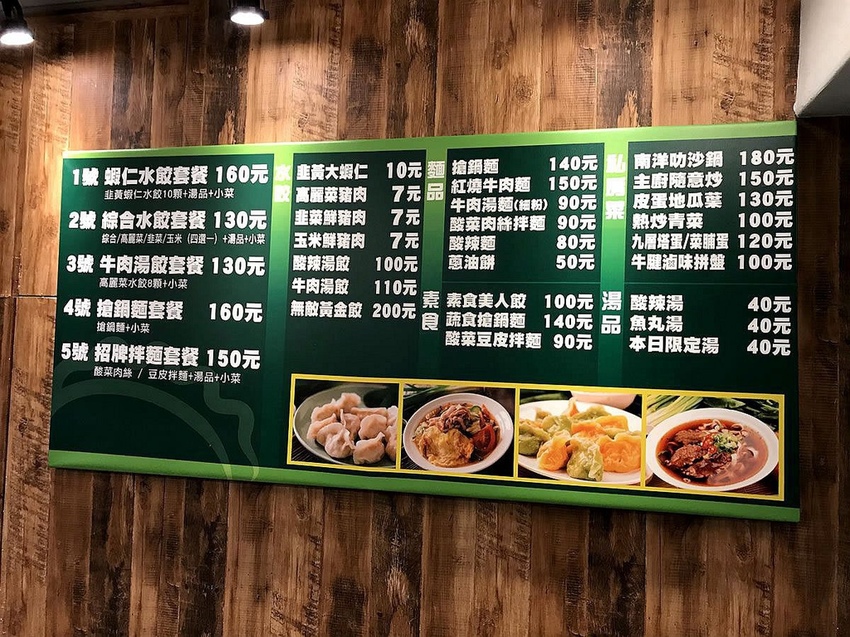 1號 蝦仁水餃套餐 160元
韭黃蝦仁水餃10顆+湯品+小菜
2號 綜合水餃套餐 130元
綜合/高麗菜/韭菜/玉米 (四選一) +湯品+小菜
3號 牛肉湯餃套餐 130元
高麗菜水餃8顆+小菜
4號 搶鍋麵套餐 160元
搶鍋麵+小菜
5號 招牌拌麵套餐 150元
酸菜肉絲 / 豆皮拌麵+湯品+小菜
水餃
韭黃大蝦仁 10元
高麗菜豬肉 7元
韭菜鮮豬肉 7元
玉米鮮豬肉 7元
酸辣湯餃 100元
牛肉湯餃 110元
無敵黃金餃 200元
麵品
搶鍋麵 140元
紅燒牛肉麵 150元
牛肉湯麵(細粉) 90元
酸菜肉絲拌麵 90元
酸辣麵 80元
蔥油餅 50元
素食
素食美人餃 100元
蔬食搶鍋麵 140元
酸菜豆皮拌麵 90元
私房菜
南洋叻沙鍋 180元
主廚隨意炒 150元
皮蛋地瓜葉 130元
熱炒青菜 100元
九層塔蛋/菜脯蛋 120元
牛腱滷味拼盤 100元
湯品
酸辣湯 40元
魚丸湯 40元
本日限定湯 40元